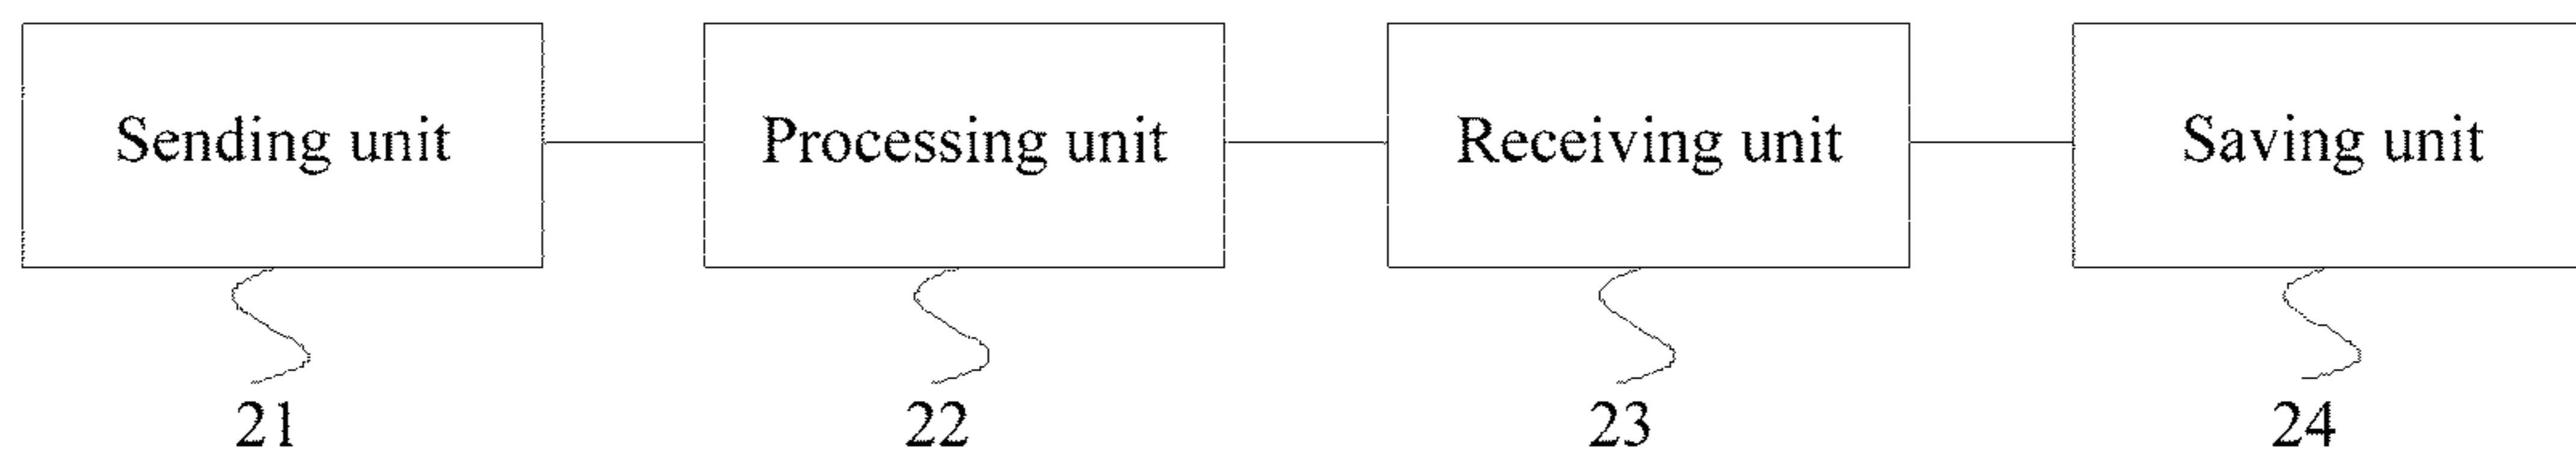 Sending unit
Processing unit
Receiving unit
Saving unit
21
22
23
24